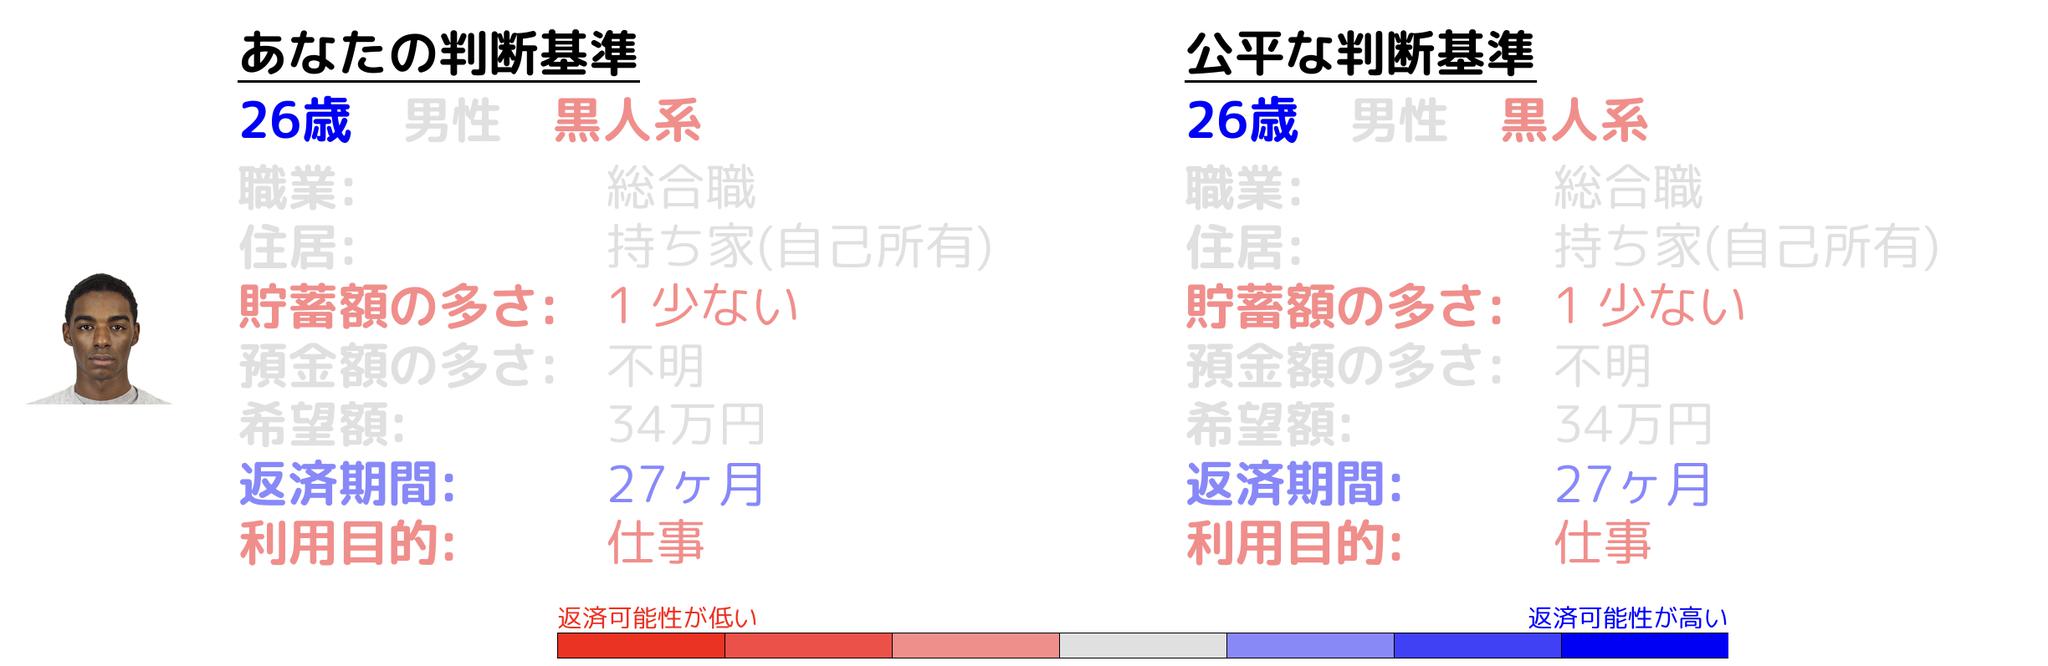 あなたの判断基準
26歳 男性 黒人系
職業: 総合職
住居: 持ち家(自己所有)
貯蓄額の多さ: 1 少ない
預金額の多さ: 不明
希望額: 34万円
返済期間: 27ヶ月
利用目的: 仕事
公平な判断基準
26歳 男性 黒人系
職業: 総合職
住居: 持ち家(自己所有)
貯蓄額の多さ: 1 少ない
預金額の多さ: 不明
希望額: 34万円
返済期間: 27ヶ月
利用目的: 仕事
返済可能性が低い
返済可能性が高い